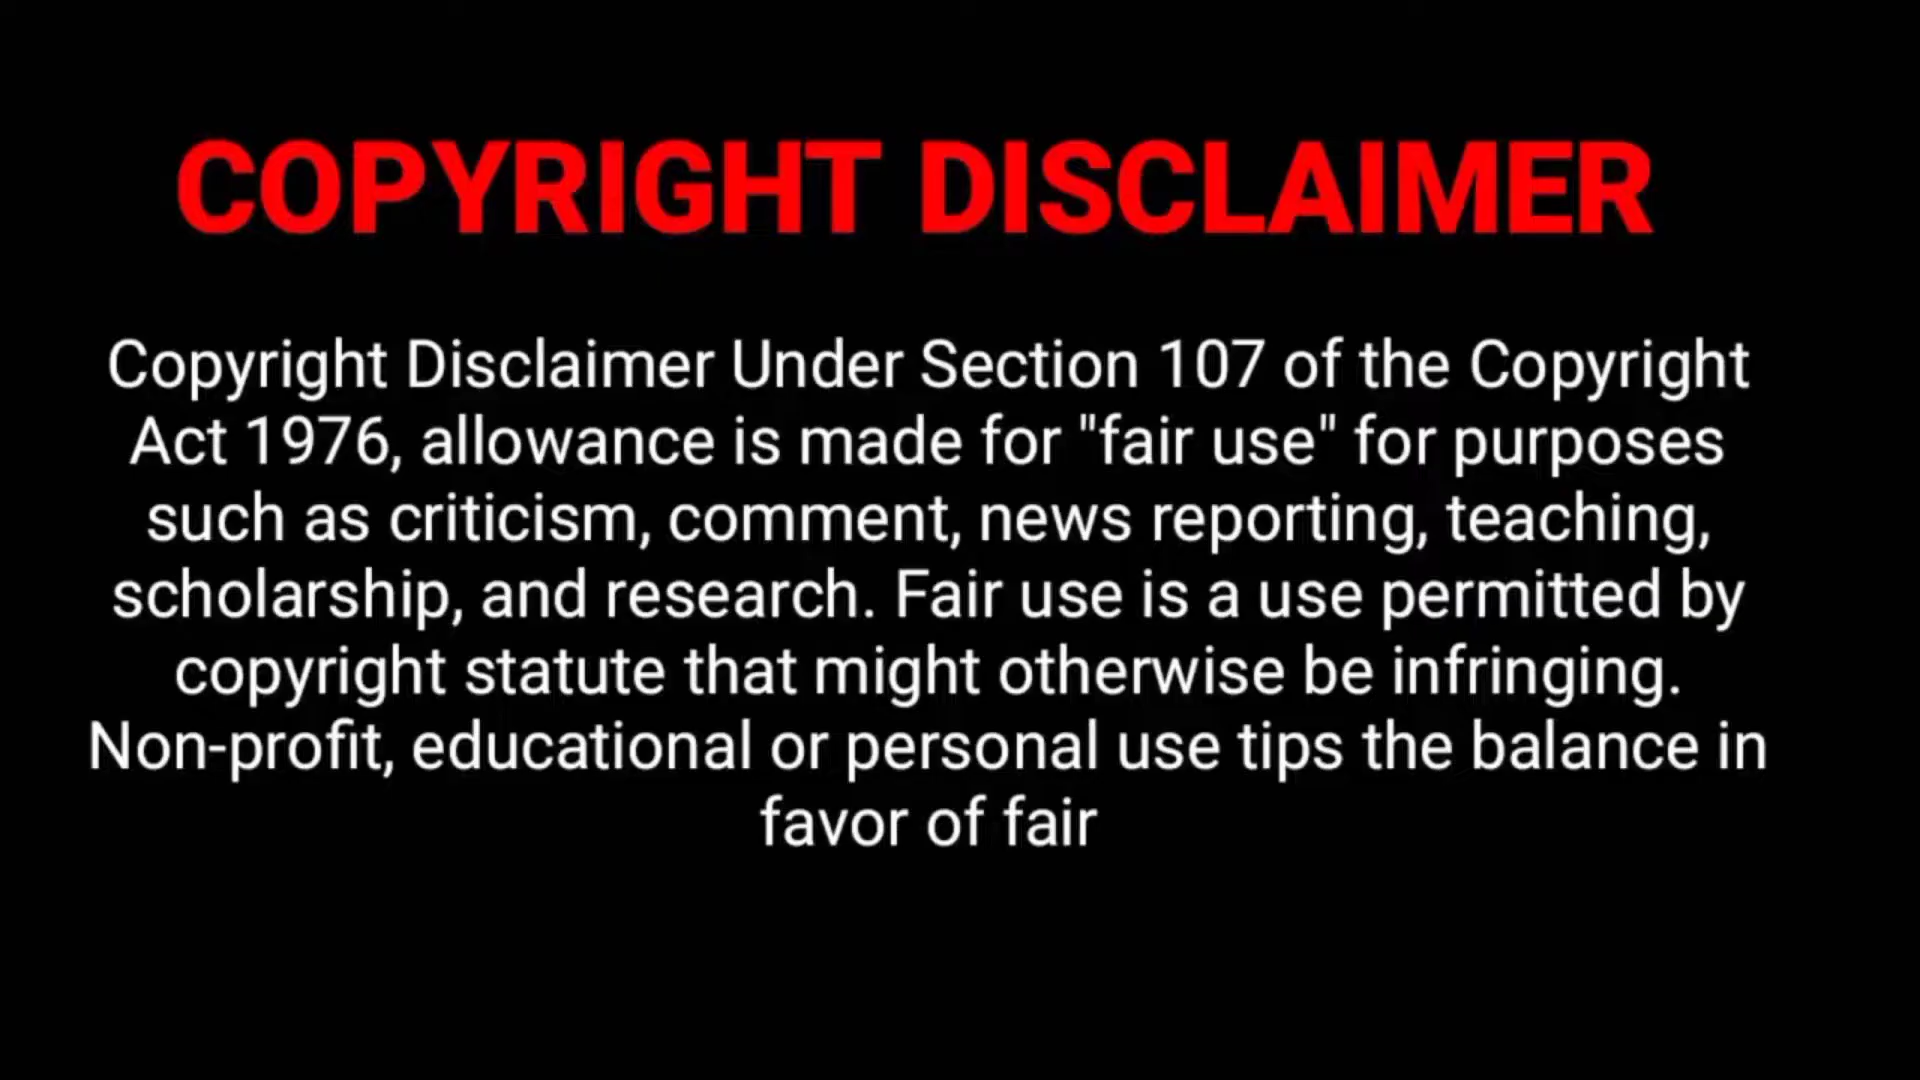 COPYRIGHT DISCLAIMER
Copyright Disclaimer Under Section 107 of the Copyright
Act 1976, allowance is made for "fair use" for purposes
such as criticism, comment, news reporting, teaching,
scholarship, and research. Fair use is a use permitted by
copyright statute that might otherwise be infringing.
Non-profit, educational or personal use tips the balance in
favor of fair